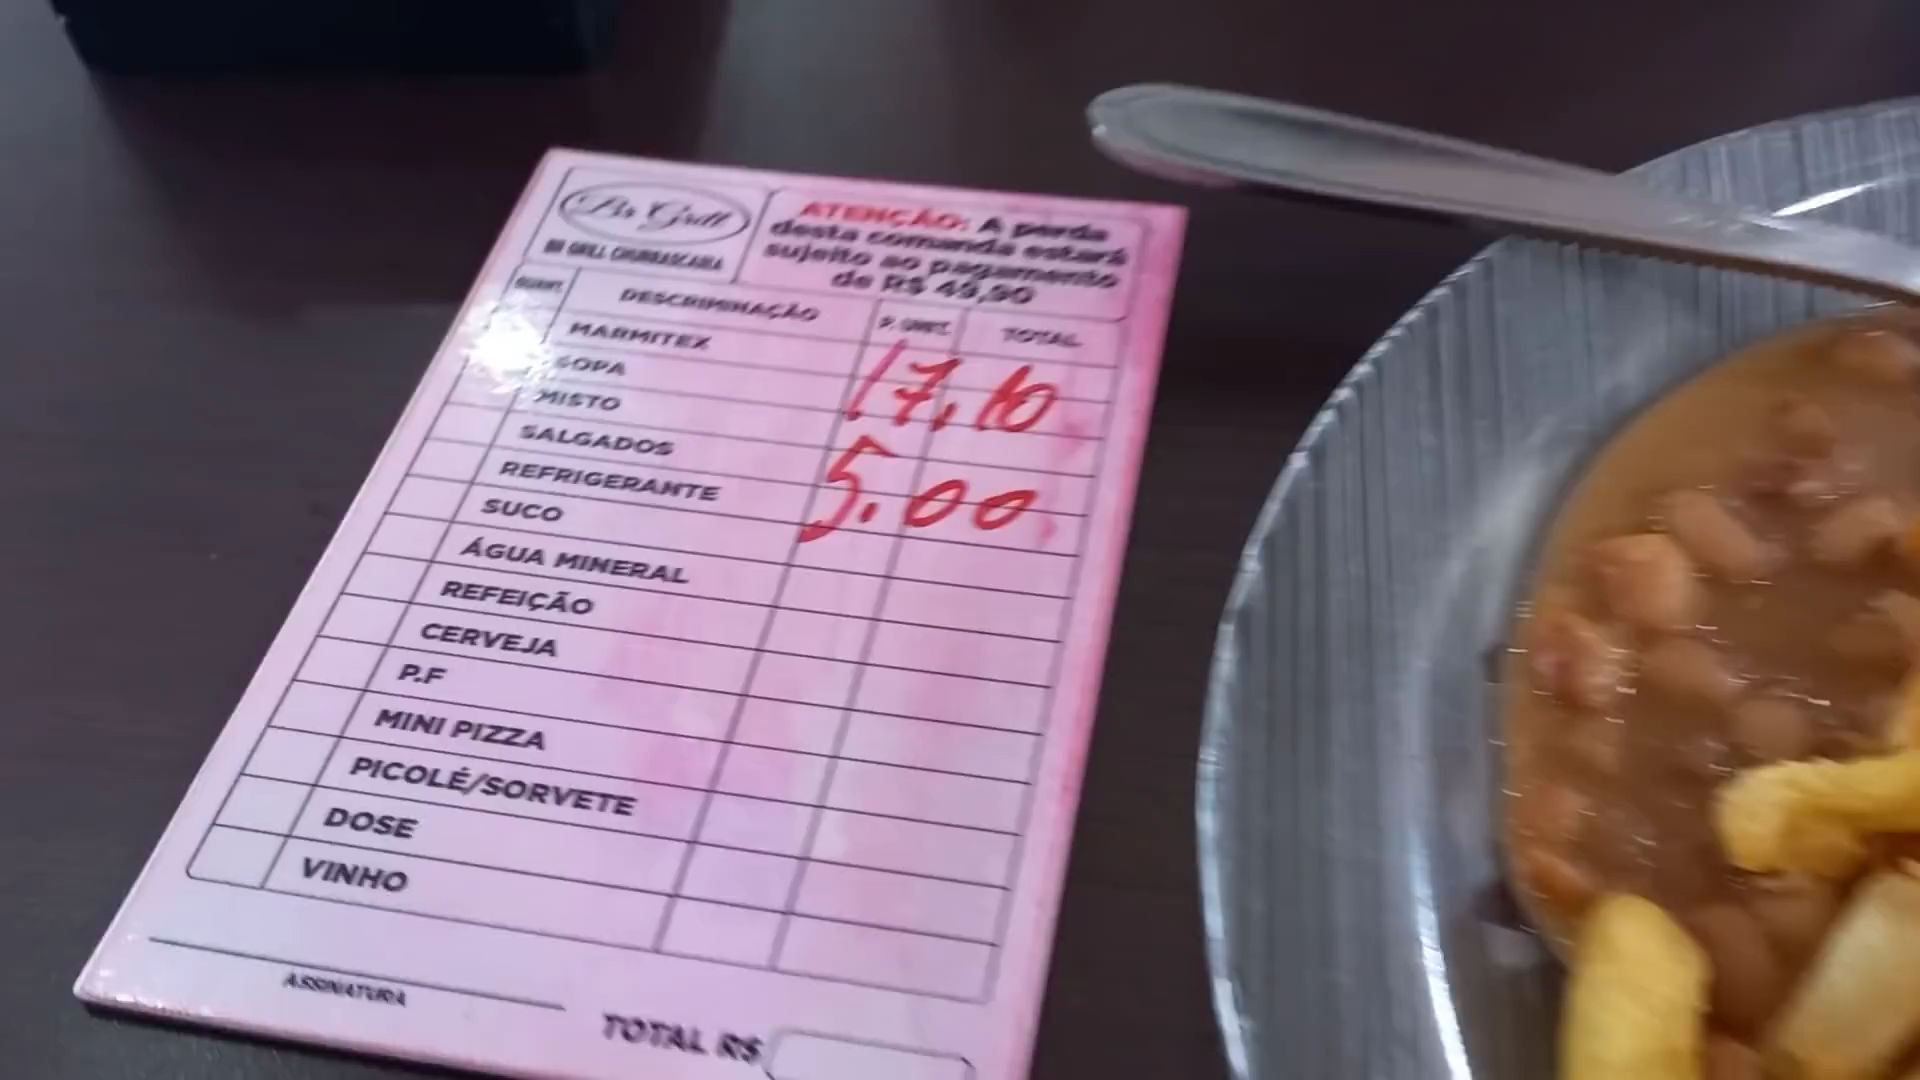 Br Grill
BR GRILL CHURRASCARIA
ATENÇÃO: A perda
desta comanda estará
sujeito ao pagamento
de R$ 49,90
QUANT. DESCRIMINAÇÃO P. UNIT. TOTAL
MARMITEX
SOPA 17,10
MISTO
SALGADOS
REFRIGERANTE 5,00
SUCO
ÁGUA MINERAL
REFEIÇÃO
CERVEJA
P.F
MINI PIZZA
PICOLÉ/SORVETE
DOSE
VINHO
ASSINATURA
TOTAL R$